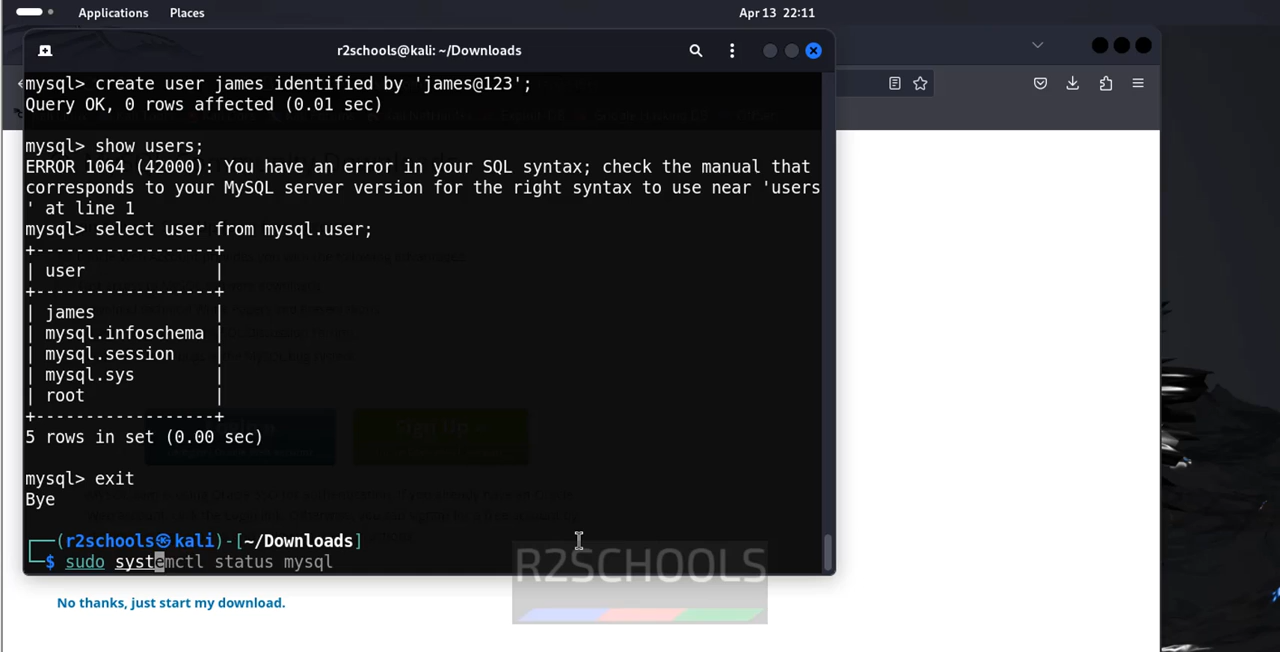 Applications Places Apr 13 22:11
r2schools@kali: ~/Downloads
mysql> create user james identified by 'james@123';
Query OK, 0 rows affected (0.01 sec)
mysql> show users;
ERROR 1064 (42000): You have an error in your SQL syntax; check the manual that
corresponds to your MySQL server version for the right syntax to use near 'users
' at line 1
mysql> select user from mysql.user;
+------------------+
| user |
+------------------+
| james |
| mysql.infoschema |
| mysql.session |
| mysql.sys |
| root |
+------------------+
5 rows in set (0.00 sec)
mysql> exit
Bye
(r2schools㉿kali)-[~/Downloads]
$ sudo systemctl status mysql
R2SCHOOLS
No thanks, just start my download.